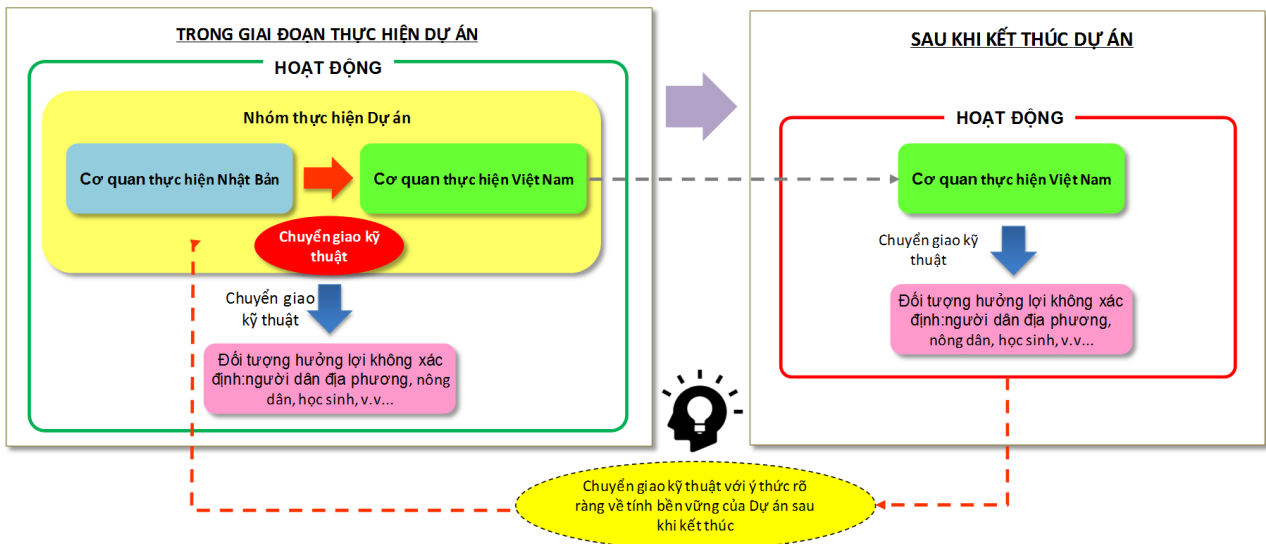 TRONG GIAI ĐOẠN THỰC HIỆN DỰ ÁN
HOẠT ĐỘNG
Nhóm thực hiện Dự án
Cơ quan thực hiện Nhật Bản
Cơ quan thực hiện Việt Nam
Chuyển giao kỹ
thuật
Chuyển giao
kỹ thuật
Đối tượng hưởng lợi không xác
định:người dân địa phương, nông
dân, học sinh, v.v...
SAU KHI KẾT THÚC DỰ ÁN
HOẠT ĐỘNG
Cơ quan thực hiện Việt Nam
Chuyển giao kỹ
thuật
Đối tượng hưởng lợi không xác
định:người dân địa phương,
nông dân, học sinh, v.v...
Chuyển giao kỹ thuật với ý thức rõ
ràng về tính bền vững của Dự án sau
khi kết thúc